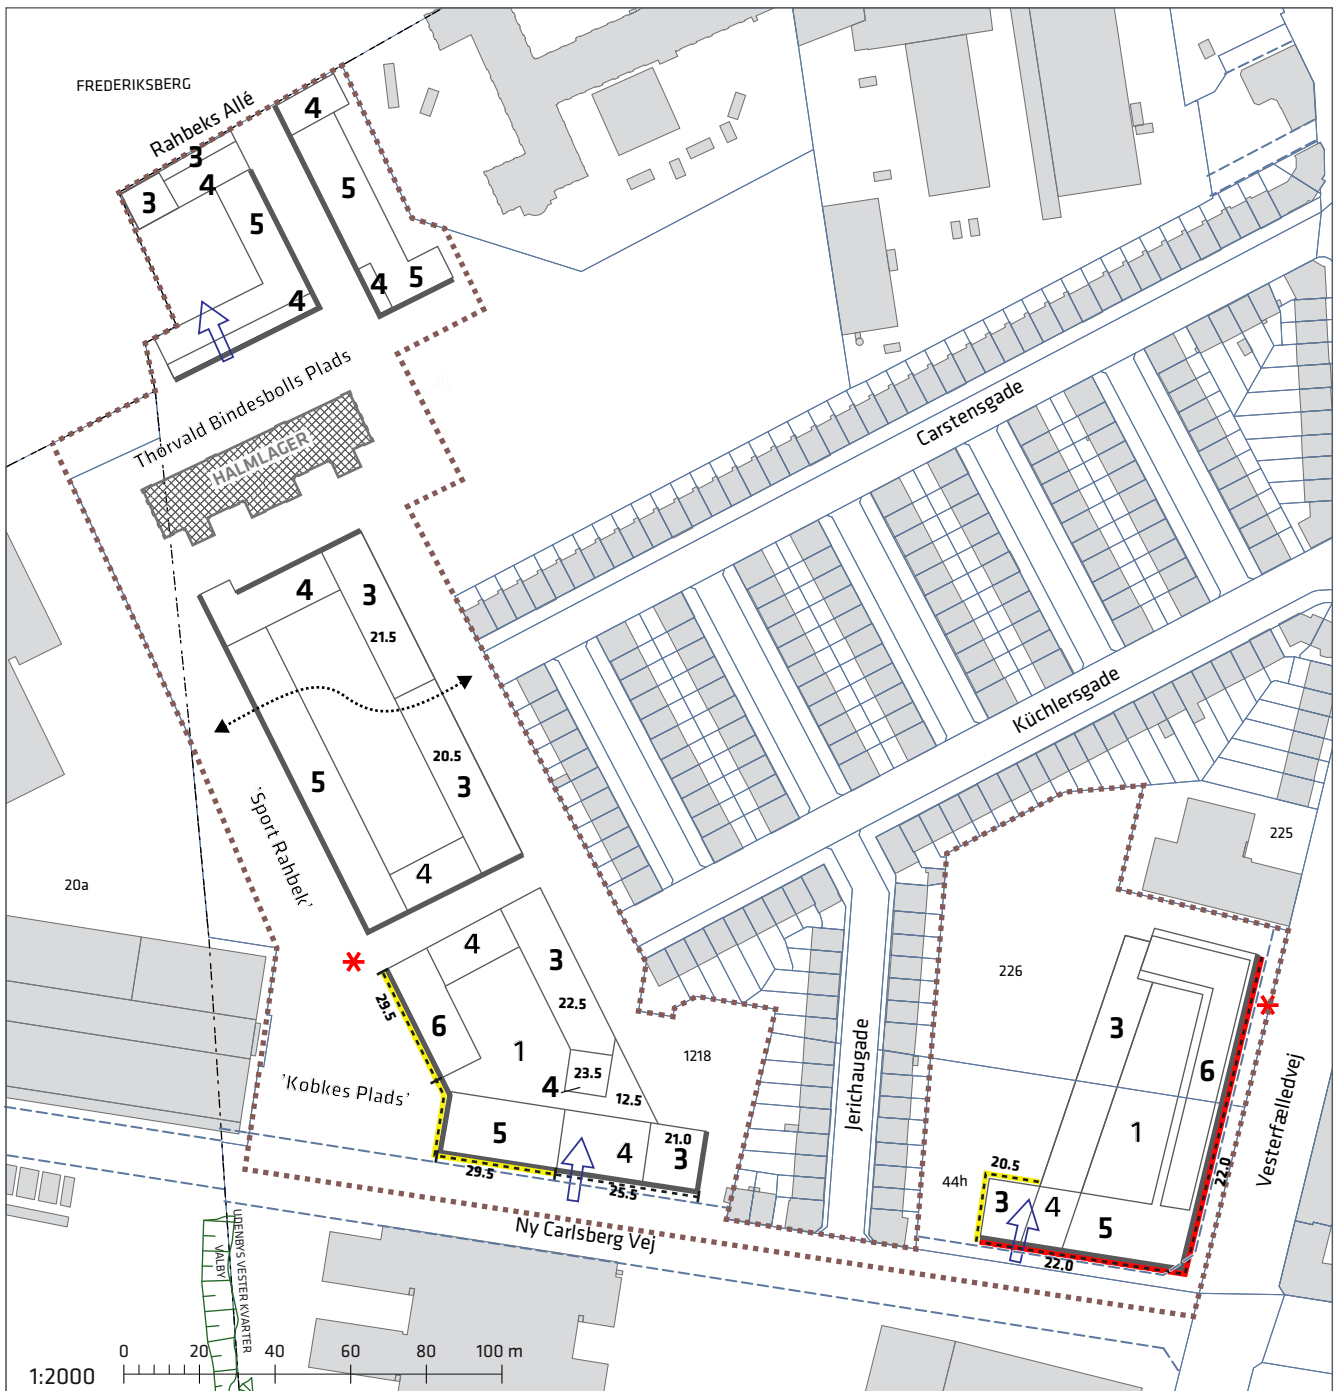 FREDERIKSBERG
Rahbeks Allé
4
3
4
5
3
5
4
5
4
Thorvald Bindesbolls Plads
HALMLAGER
Carstensgade
4
3
21.5
Küchlersgade
20.5
5
3
'Sport Rahbek'
225
4
20a
4
3
226
29.5
22.5
6
3
1
1218
Jerichaugade
6
4
23.5
12.5
'Kobkes Plads'
Vesterfælledvej
5
21.0
4
3
1
20.5
22.0
29.5
25.5
44h
3
4
5
Ny Carlsberg Vej
22.0
UDENBYS VESTER KVARTER
VALBY
0 20 40 60 80 100 m
1:2000